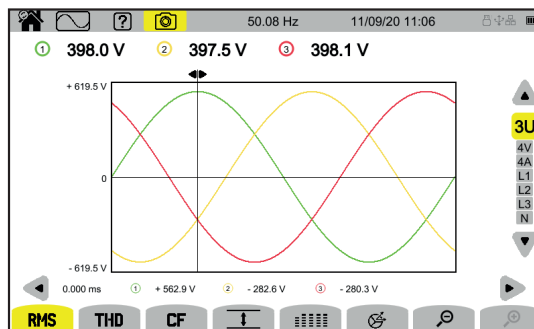 ? 50.08 Hz 11/09/20 11:06
1 398.0 V 2 397.5 V 3 398.1 V
+ 619.5 V
0
- 619.5 V
3U
4V
4A
L1
L2
L3
N
0.000 ms 1 + 562.9 V 2 - 282.6 V 3 - 280.3 V
RMS THD CF